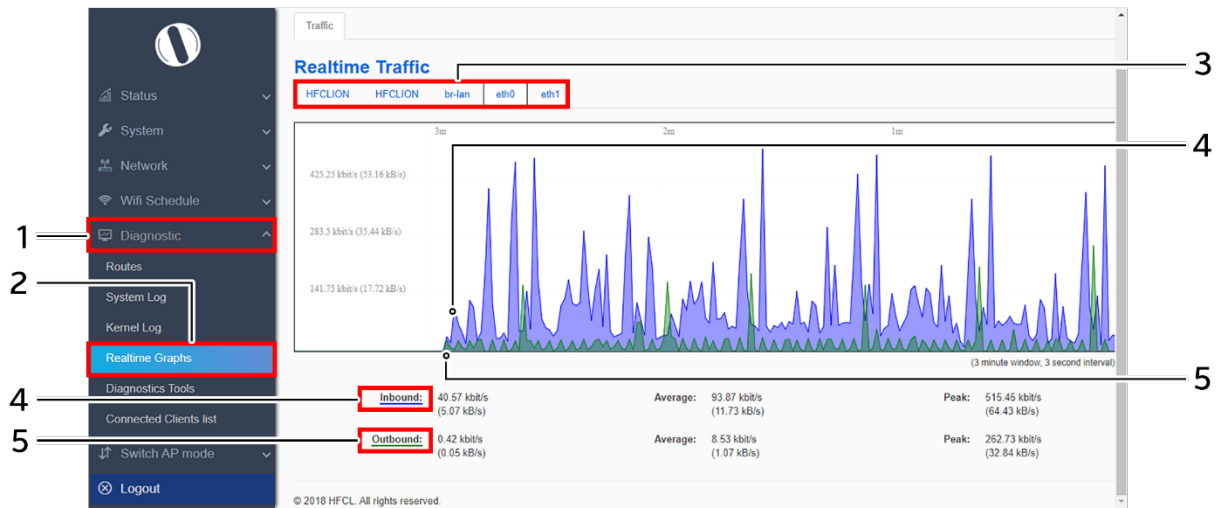 Traffic
Realtime Traffic
3
HFCLION HFCLION br-lan eth0 eth1
Status
3m 2m 1m
System
4
425.25 kbit/s (53.16 kB/s)
Network
Wifi Schedule
283.5 kbit/s (35.44 kB/s)
1
Diagnostic
Routes
2
141.75 kbit/s (17.72 kB/s)
System Log
Kernel Log
Realtime Graphs
(3 minute window, 3 second interval)
5
Diagnostics Tools
4
Inbound: 40.57 kbit/s Average: 93.87 kbit/s Peak: 515.45 kbit/s
(5.07 kB/s) (11.73 kB/s) (64.43 kB/s)
Connected Clients list
5
Outbound: 0.42 kbit/s Average: 8.53 kbit/s Peak: 262.73 kbit/s
(0.05 kB/s) (1.07 kB/s) (32.84 kB/s)
Switch AP mode
Logout
© 2018 HFCL. All rights reserved.